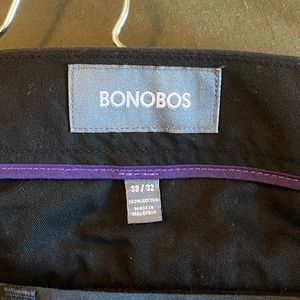 BONOBOS
38 / 32
100% COTTON
MADE IN
MALAYSIA